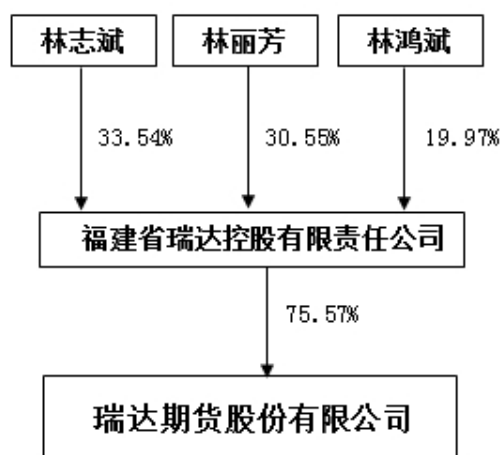 林志斌 林丽芳 林鸿斌
33.54% 30.55% 19.97%
福建省瑞达控股有限责任公司
75.57%
瑞达期货股份有限公司